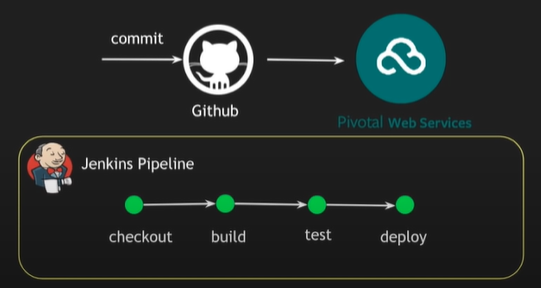 commit
Github
Pivotal Web Services
Jenkins Pipeline
checkout build test deploy